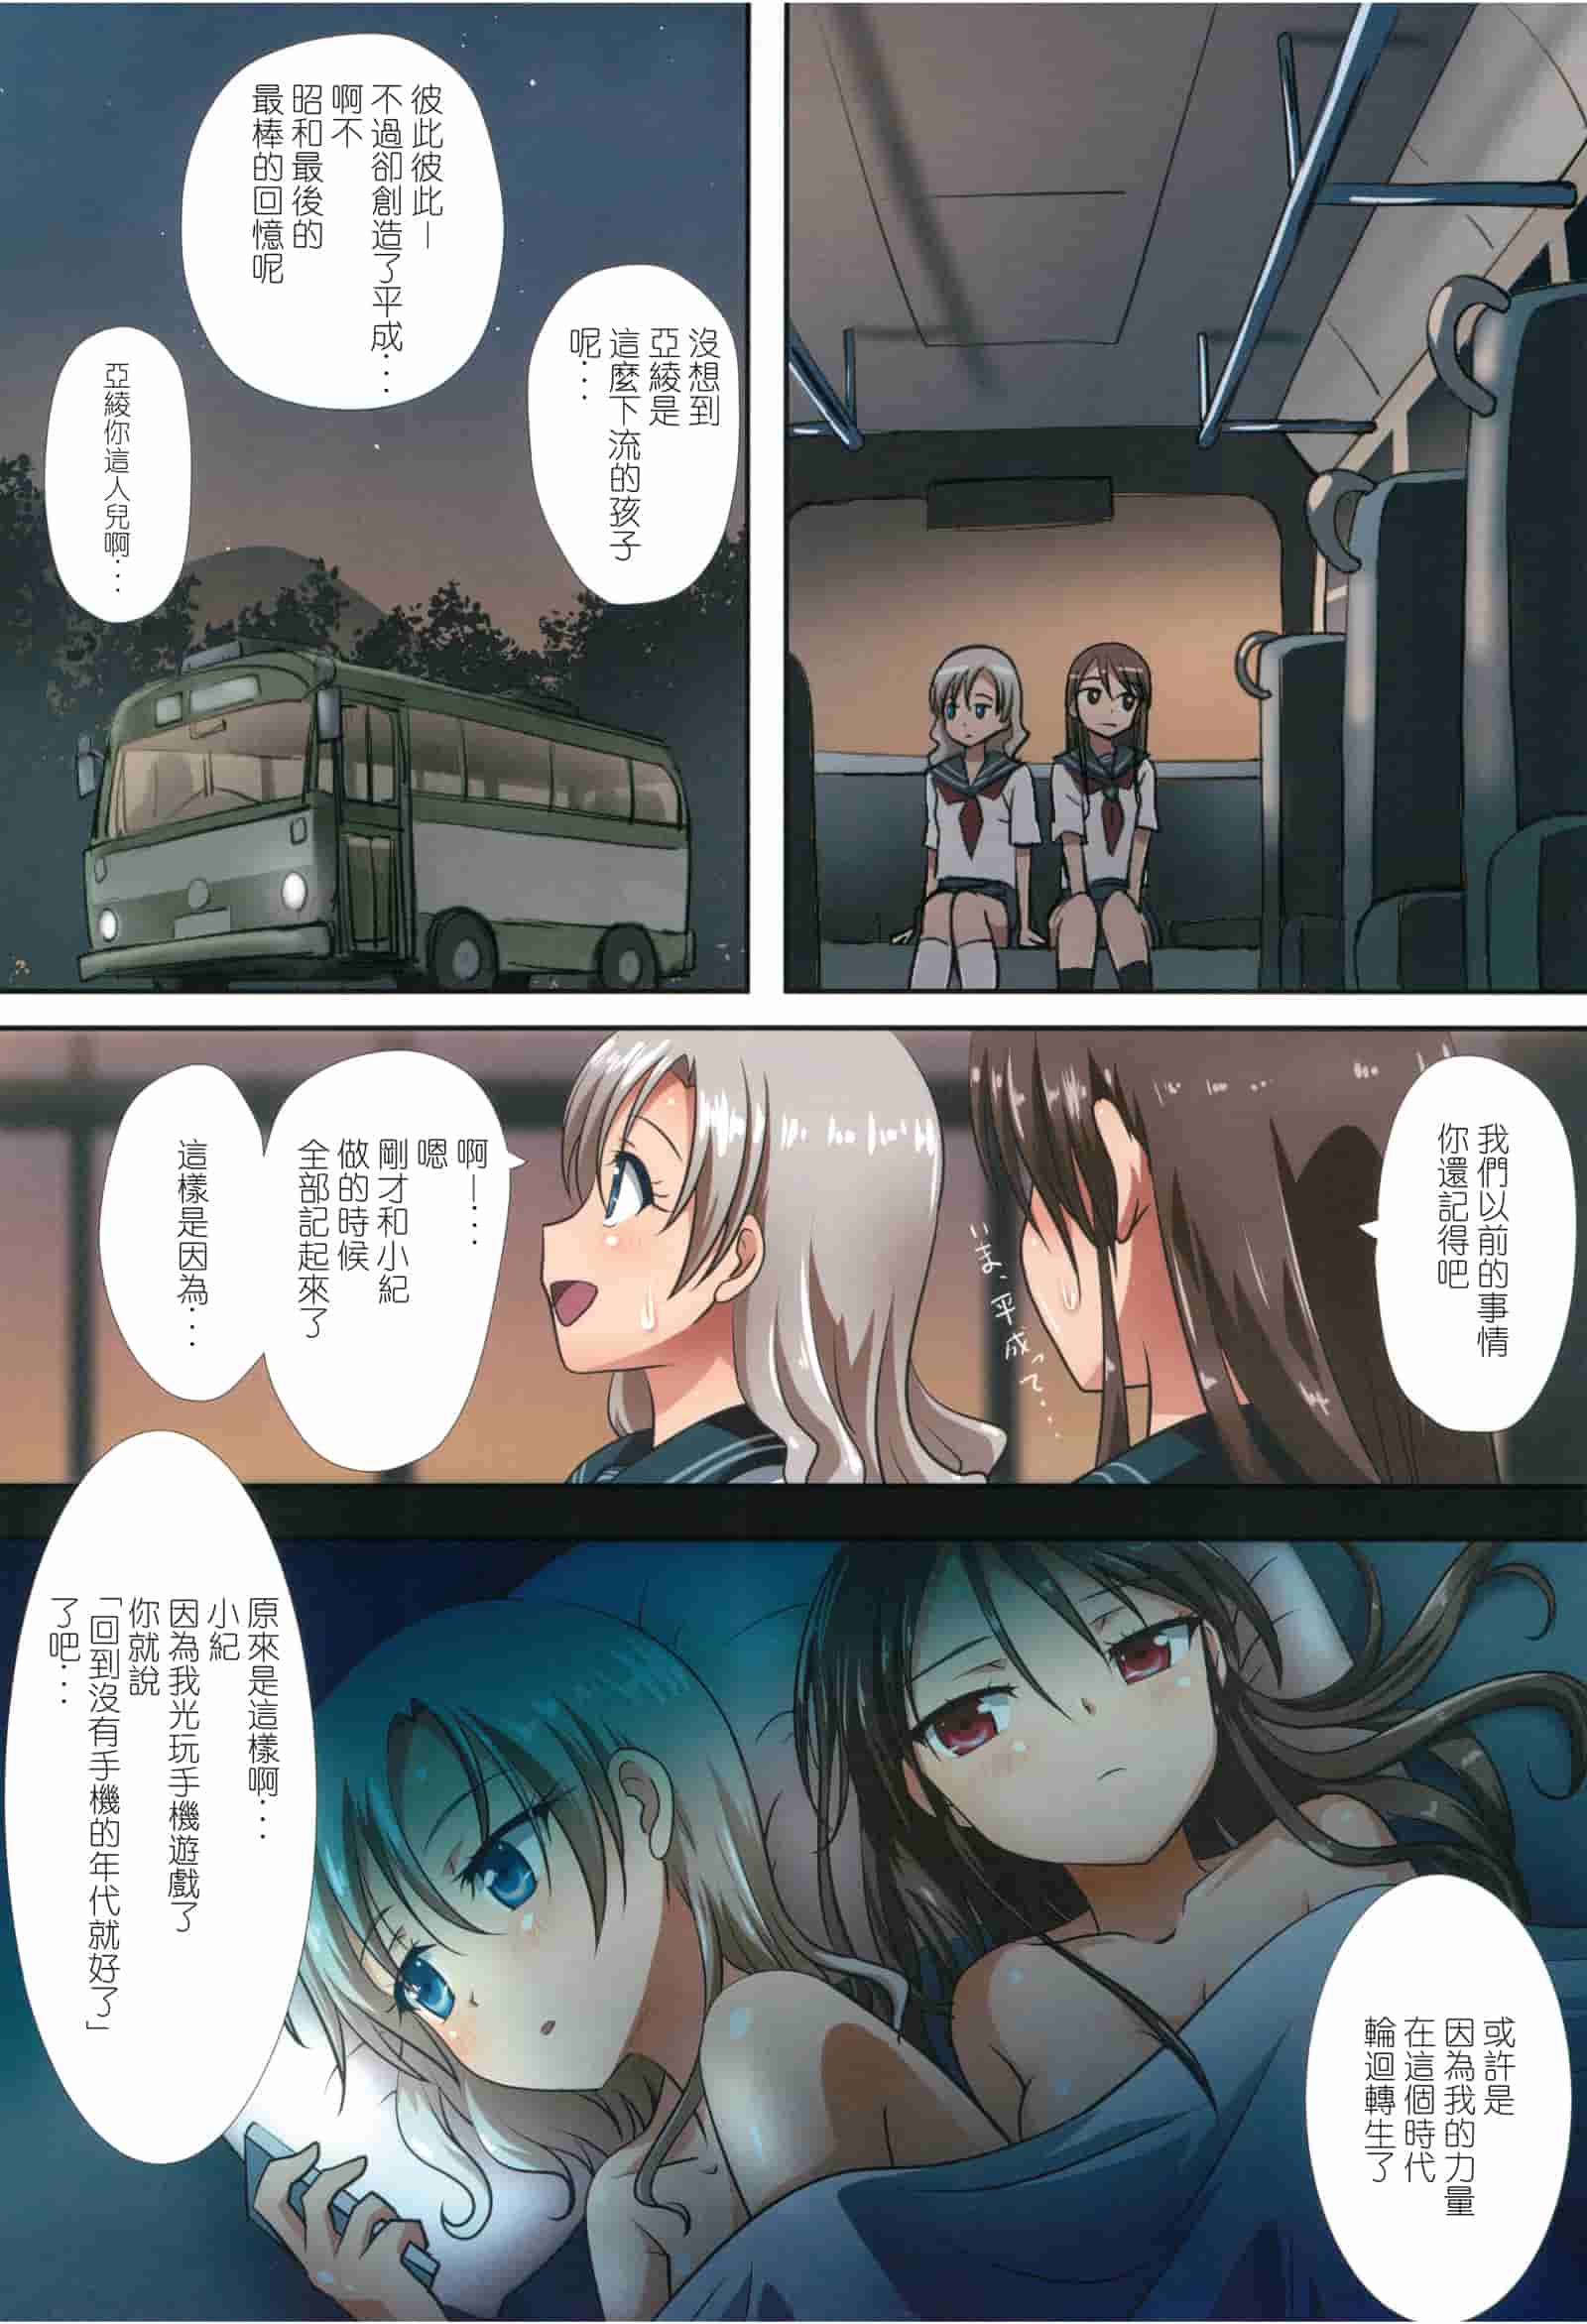 沒想到
亞綾是
這麼下流的孩子
呢...
彼此彼此—
不過卻創造了平成...
啊不
昭和最後的
最棒的回憶呢
亞綾你這人兒啊...
我們以前的事情
你還記得吧
いま、平成って....
啊—...
嗯
剛才和小紀
做的時候
全部記起來了
這樣是因為...
或許是
因為我的力量
在這個時代
輪迴轉生了
原來是這樣啊...
小紀
因為我光玩手機遊戲了
你就說
「回到沒有手機的年代就好了」
了吧...